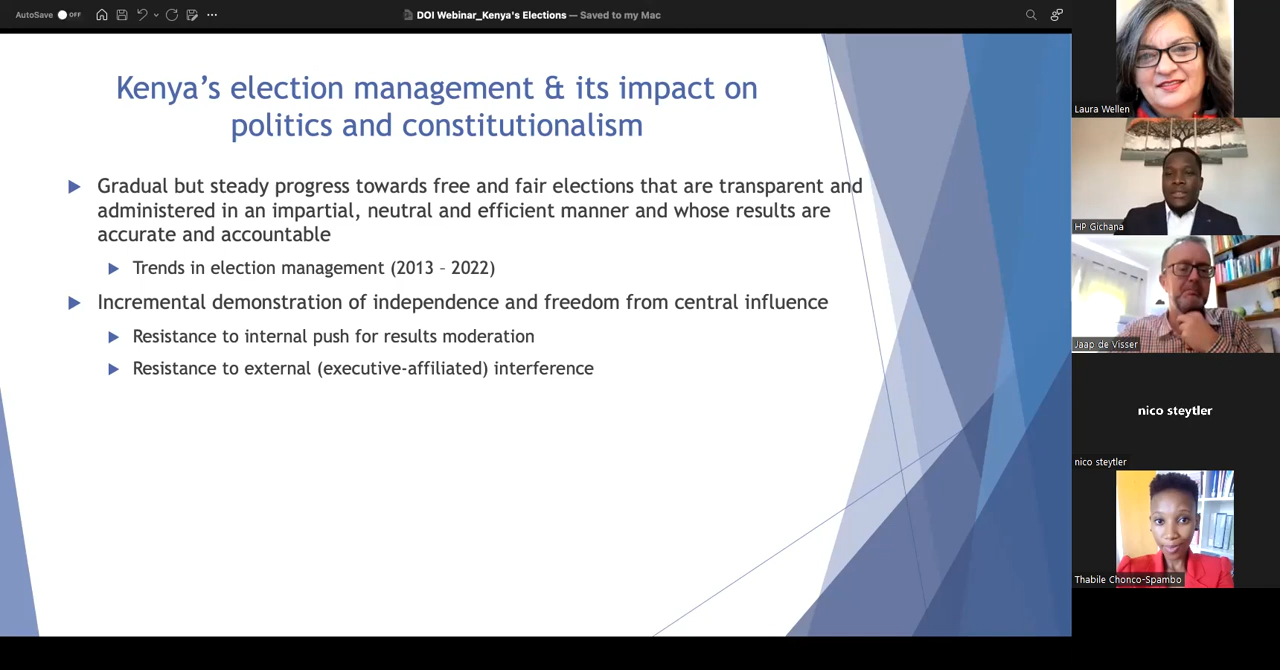 AutoSave OFF
DOI Webinar_Kenya's Elections — Saved to my Mac
Kenya’s election management & its impact on
politics and constitutionalism
Gradual but steady progress towards free and fair elections that are transparent and
administered in an impartial, neutral and efficient manner and whose results are
accurate and accountable
Trends in election management (2013 – 2022)
Incremental demonstration of independence and freedom from central influence
Resistance to internal push for results moderation
Resistance to external (executive-affiliated) interference
Laura Wellen
HP Gichana
Jaap de Visser
nico steytler
nico steytler
Thabile Chonco-Spambo